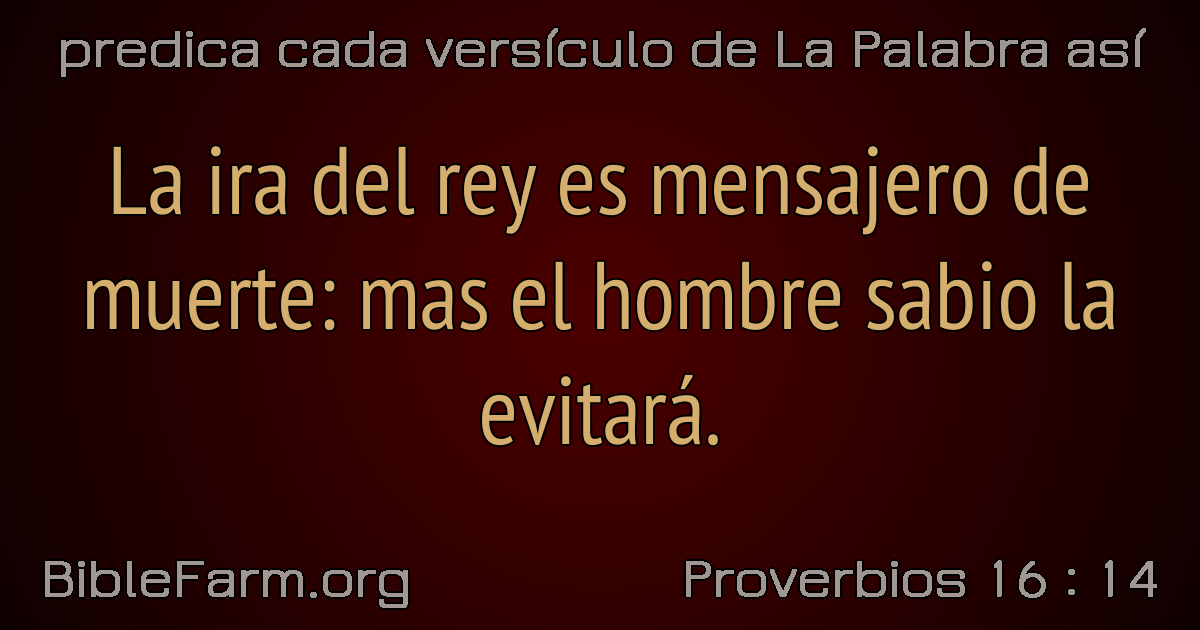 predica cada versículo de La Palabra así
La ira del rey es mensajero de
muerte: mas el hombre sabio la
evitará.
BibleFarm.org
Proverbios 16 : 14